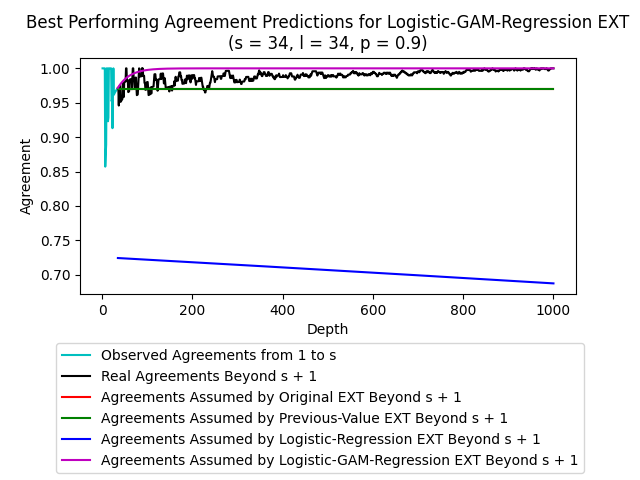 Best Performing Agreement Predictions for Logistic-GAM-Regression EXT
(s = 34, l = 34, p = 0.9)
1.00
0.95
0.90
0.85
0.80
0.75
0.70
Agreement
0
200
400
600
800
1000
Depth
Observed Agreements from 1 to s
Real Agreements Beyond s + 1
Agreements Assumed by Original EXT Beyond s + 1
Agreements Assumed by Previous-Value EXT Beyond s + 1
Agreements Assumed by Logistic-Regression EXT Beyond s + 1
Agreements Assumed by Logistic-GAM-Regression EXT Beyond s + 1